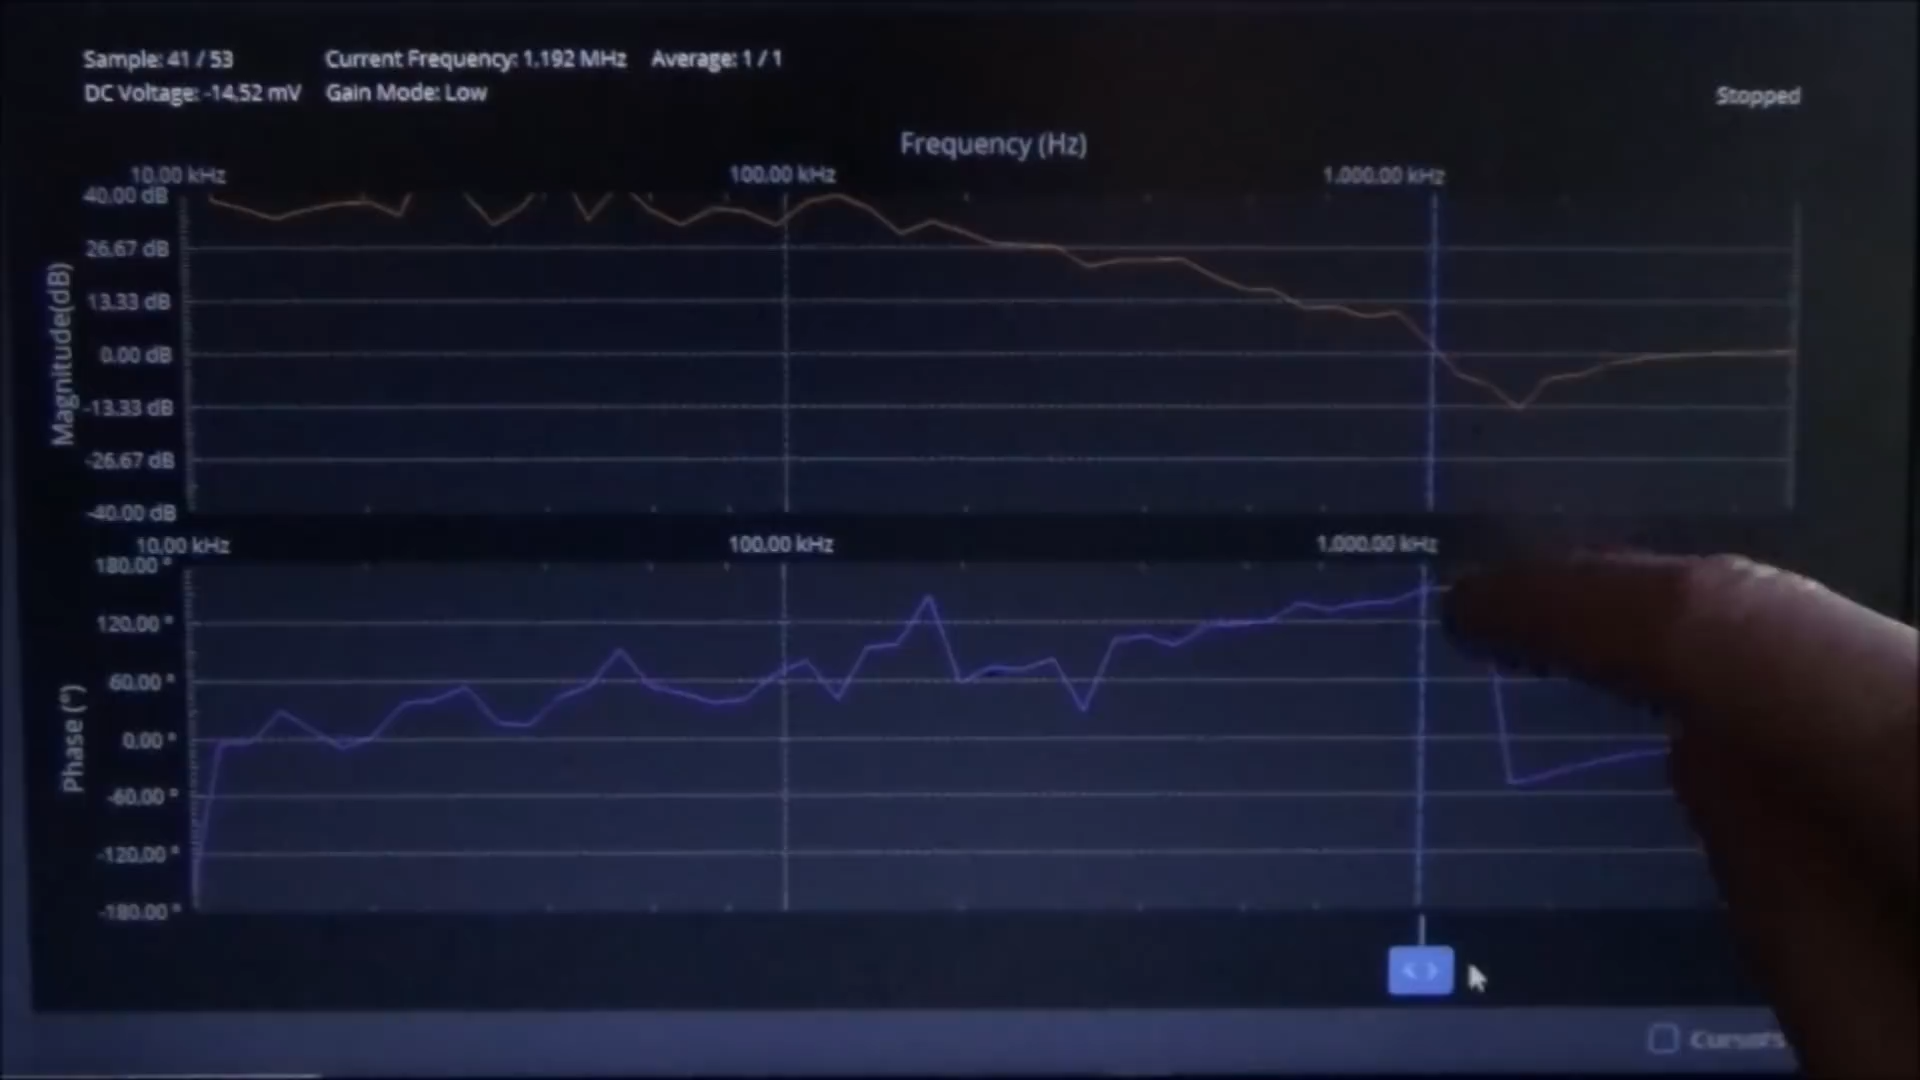 Sample: 41 / 53 Current Frequency: 1.192 MHz Average: 1 / 1
DC Voltage: -14.52 mV Gain Mode: Low
Stopped
Frequency (Hz)
10.00 kHz 100.00 kHz 1,000.00 kHz
Magnitude(dB)
40.00 dB
26.67 dB
13.33 dB
0.00 dB
-13.33 dB
-26.67 dB
-40.00 dB
10.00 kHz 100.00 kHz 1,000.00 kHz
Phase (°)
180.00 °
120.00 °
60.00 °
0.00 °
-60.00 °
-120.00 °
-180.00 °
Cursors